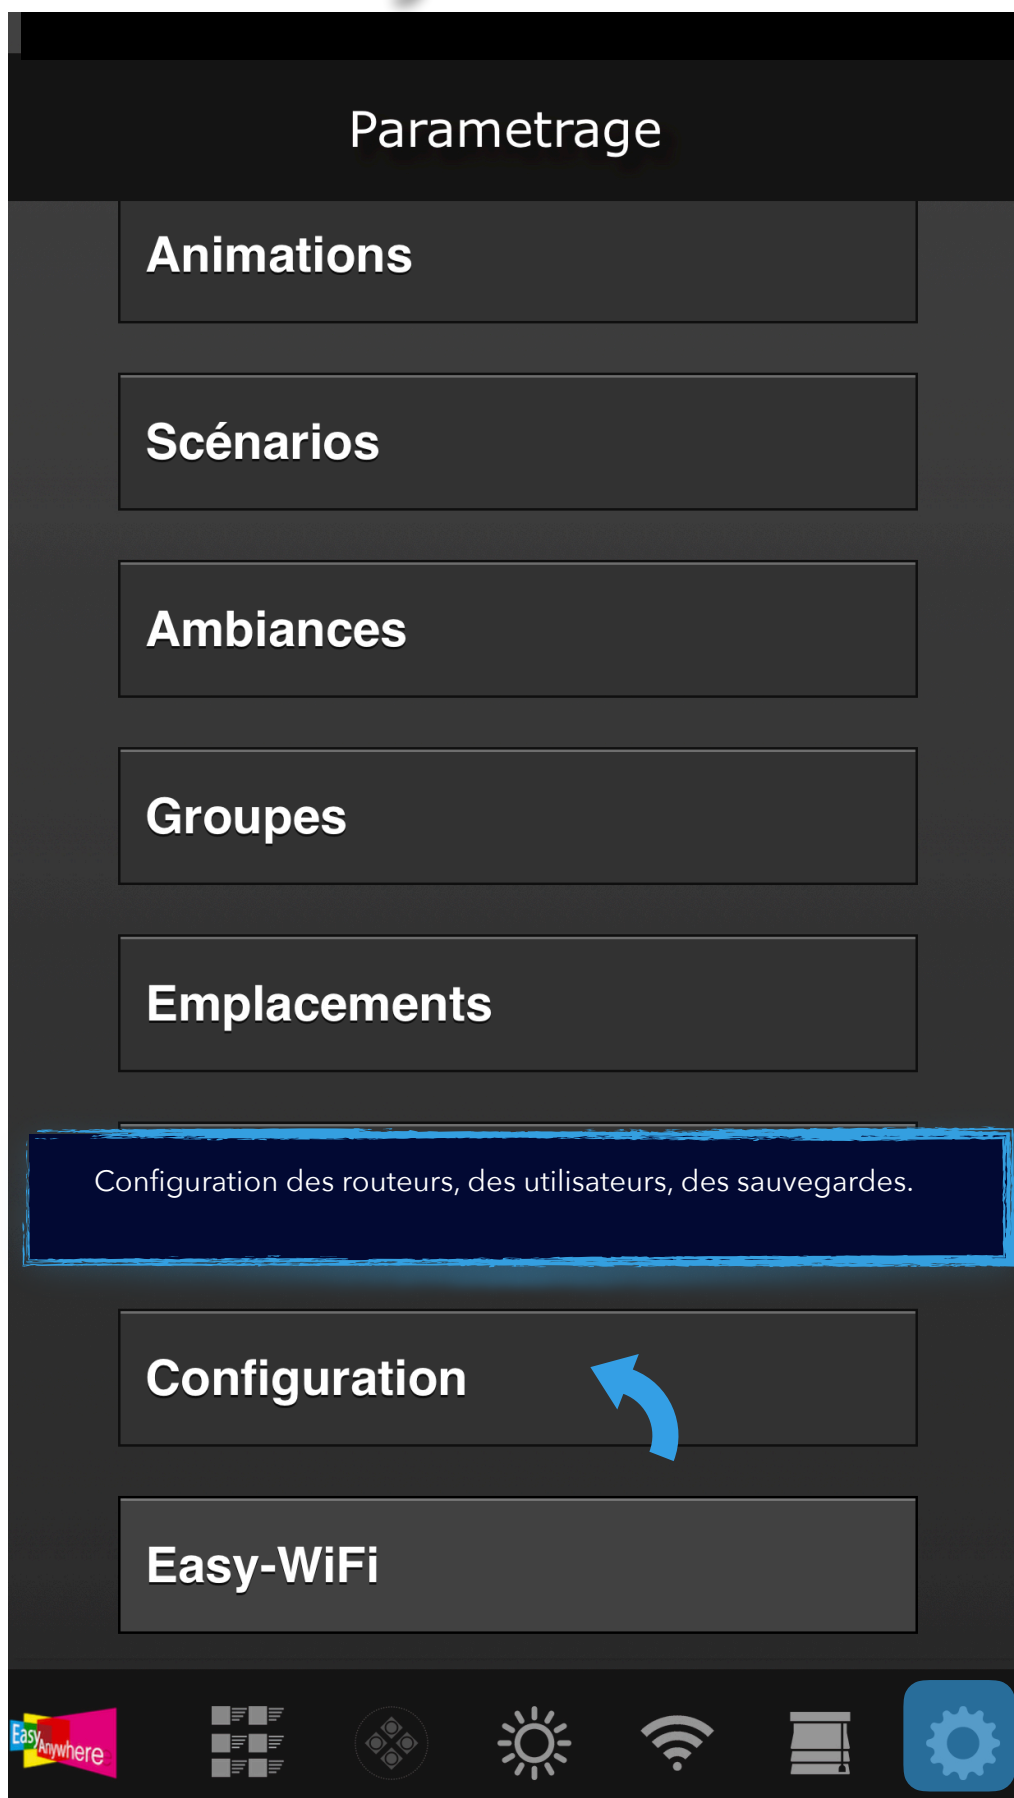 Parametrage
Animations
Scénarios
Ambiances
Groupes
Emplacements
Configuration des routeurs, des utilisateurs, des sauvegardes.
Configuration
Easy-WiFi
Easy
Anywhere